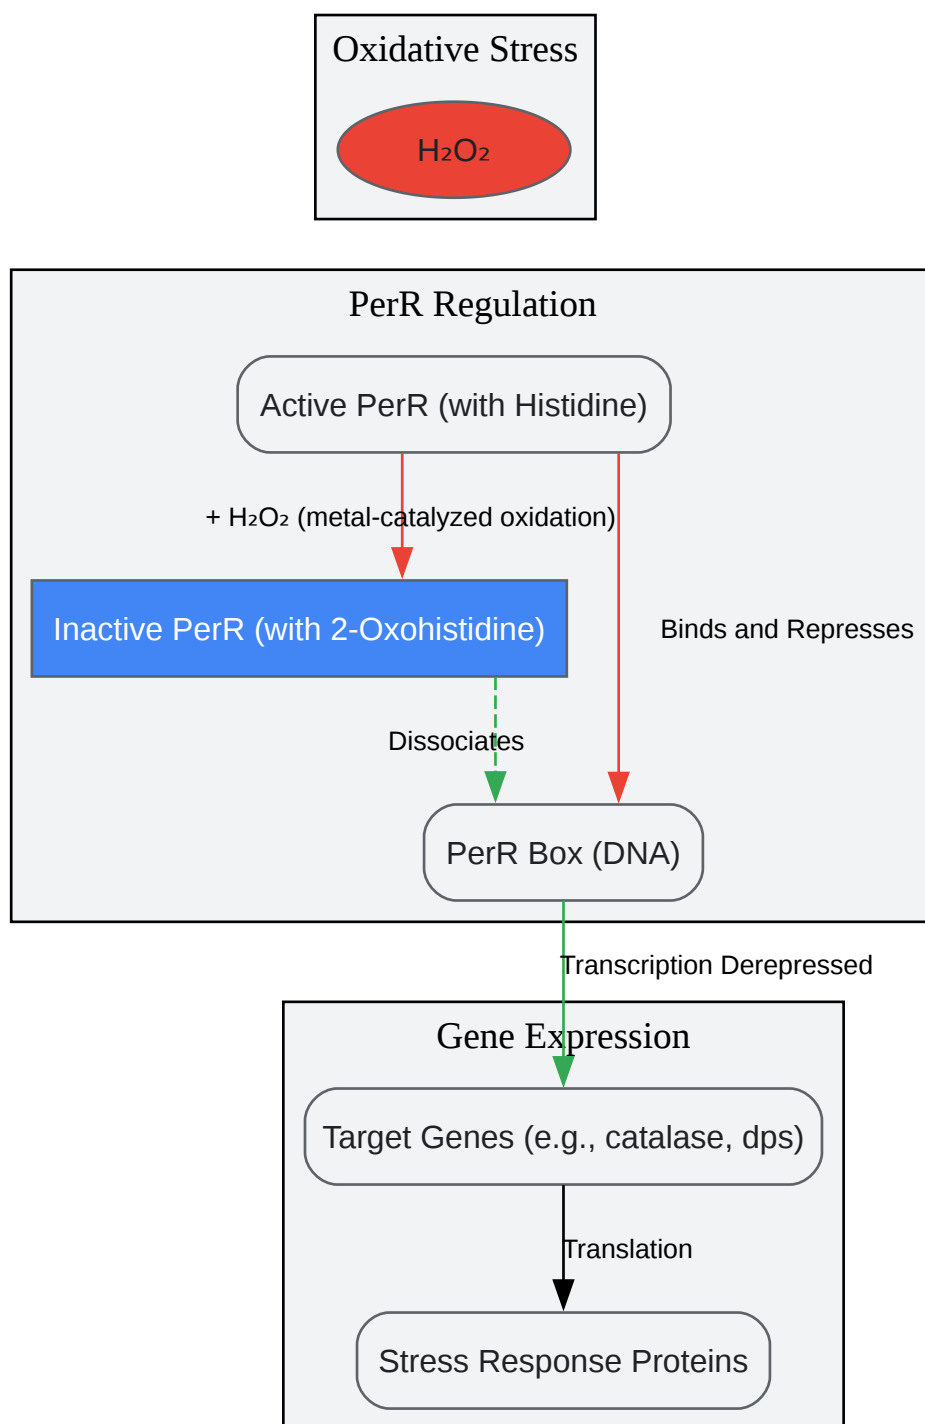 Oxidative Stress
H₂O₂
PerR Regulation
Active PerR (with Histidine)
+ H₂O₂ (metal-catalyzed oxidation)
Inactive PerR (with 2-Oxohistidine)
Binds and Represses
Dissociates
PerR Box (DNA)
Transcription Derepressed
Gene Expression
Target Genes (e.g., catalase, dps)
Translation
Stress Response Proteins